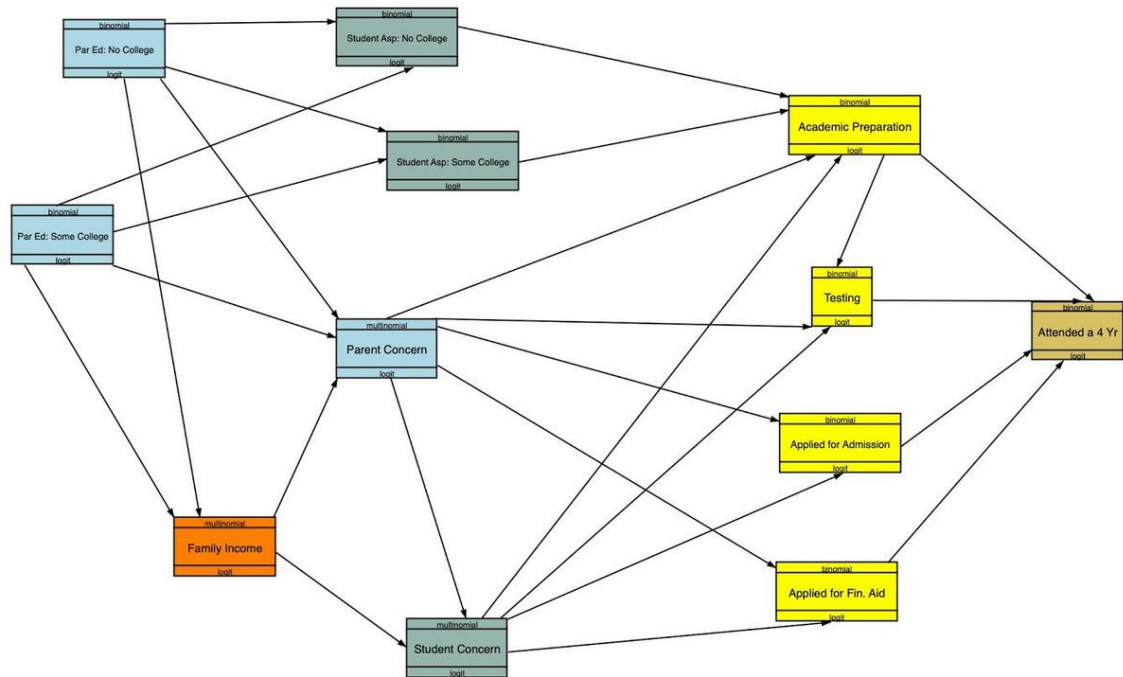 binomial
Par Ed: No College
logit
binomial
Student Asp: No College
logit
binomial
Academic Preparation
logit
binomial
Student Asp: Some College
logit
binomial
Par Ed: Some College
logit
binomial
Testing
logit
binomial
Attended a 4 Yr
logit
multinomial
Parent Concern
logit
binomial
Applied for Admission
logit
multinomial
Family Income
logit
binomial
Applied for Fin. Aid
logit
multinomial
Student Concern
logit